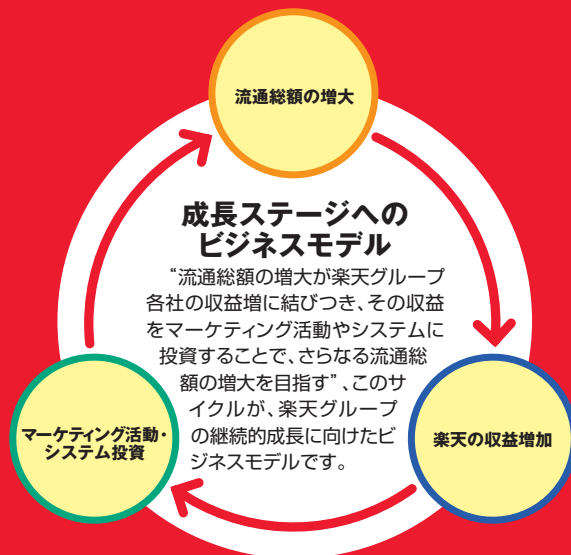 流通総額の増大
成長ステージへの
ビジネスモデル
“流通総額の増大が楽天グループ
各社の収益増に結びつき、その収益
をマーケティング活動やシステムに
投資することで、さらなる流通総
額の増大を目指す”、このサ
イクルが、楽天グループ
の継続的成長に向けたビ
ジネスモデルです。
マーケティング活動・
システム投資
楽天の収益増加